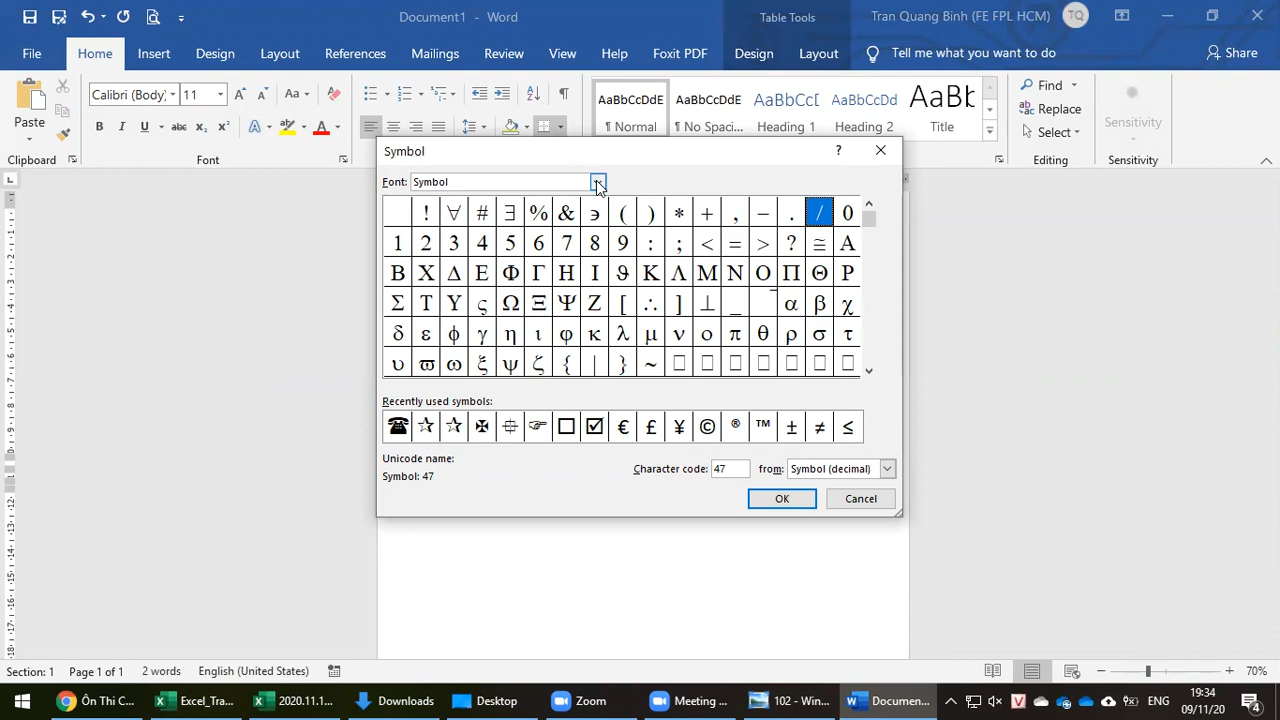 Document1 - Word
Table Tools
Tran Quang Binh (FE FPL HCM)
TQ
File Home Insert Design Layout References Mailings Review View Help Foxit PDF Design Layout Tell me what you want to do Share
Calibri (Body) 11
Paste
AaBbCcDdE AaBbCcDdE AaBbCcDc AaBbCcDd AaBb
¶ Normal ¶ No Spaci... Heading 1 Heading 2 Title
Find
Replace
Select
Sensitivity
Clipboard Font Editing Sensitivity
Symbol
Font: Symbol
! ∀ # ∃ % & ϶ ( ) ∗ + , − . / 0
1 2 3 4 5 6 7 8 9 : ; < = > ? ≅ Α
Β Χ Δ Ε Φ Γ Η Ι ϑ Κ Λ Μ Ν Ο Π Θ Ρ
Σ Τ Υ ς Ω Ξ Ψ Ζ [ ∴ ] ⊥ _ ‾ α β χ
δ ε ϕ γ η ι φ κ λ μ ν ο π θ ρ σ τ
υ ϖ ω ξ ψ ζ { | } ~ □ □ □ □ □ □ □
Recently used symbols:
☎ ☆ ☆ ✠ ⌗ ☞ □ ☑ € £ ¥ © ® ™ ± ≠ ≤
Unicode name:
Symbol: 47
Character code: 47 from: Symbol (decimal)
OK Cancel
Section: 1 Page 1 of 1 2 words English (United States) 70%
Ôn Thi C... Excel_Tra... 2020.11.1... Downloads Desktop Zoom Meeting ... 102 - Win... Documen... ENG
19:34
09/11/20
4